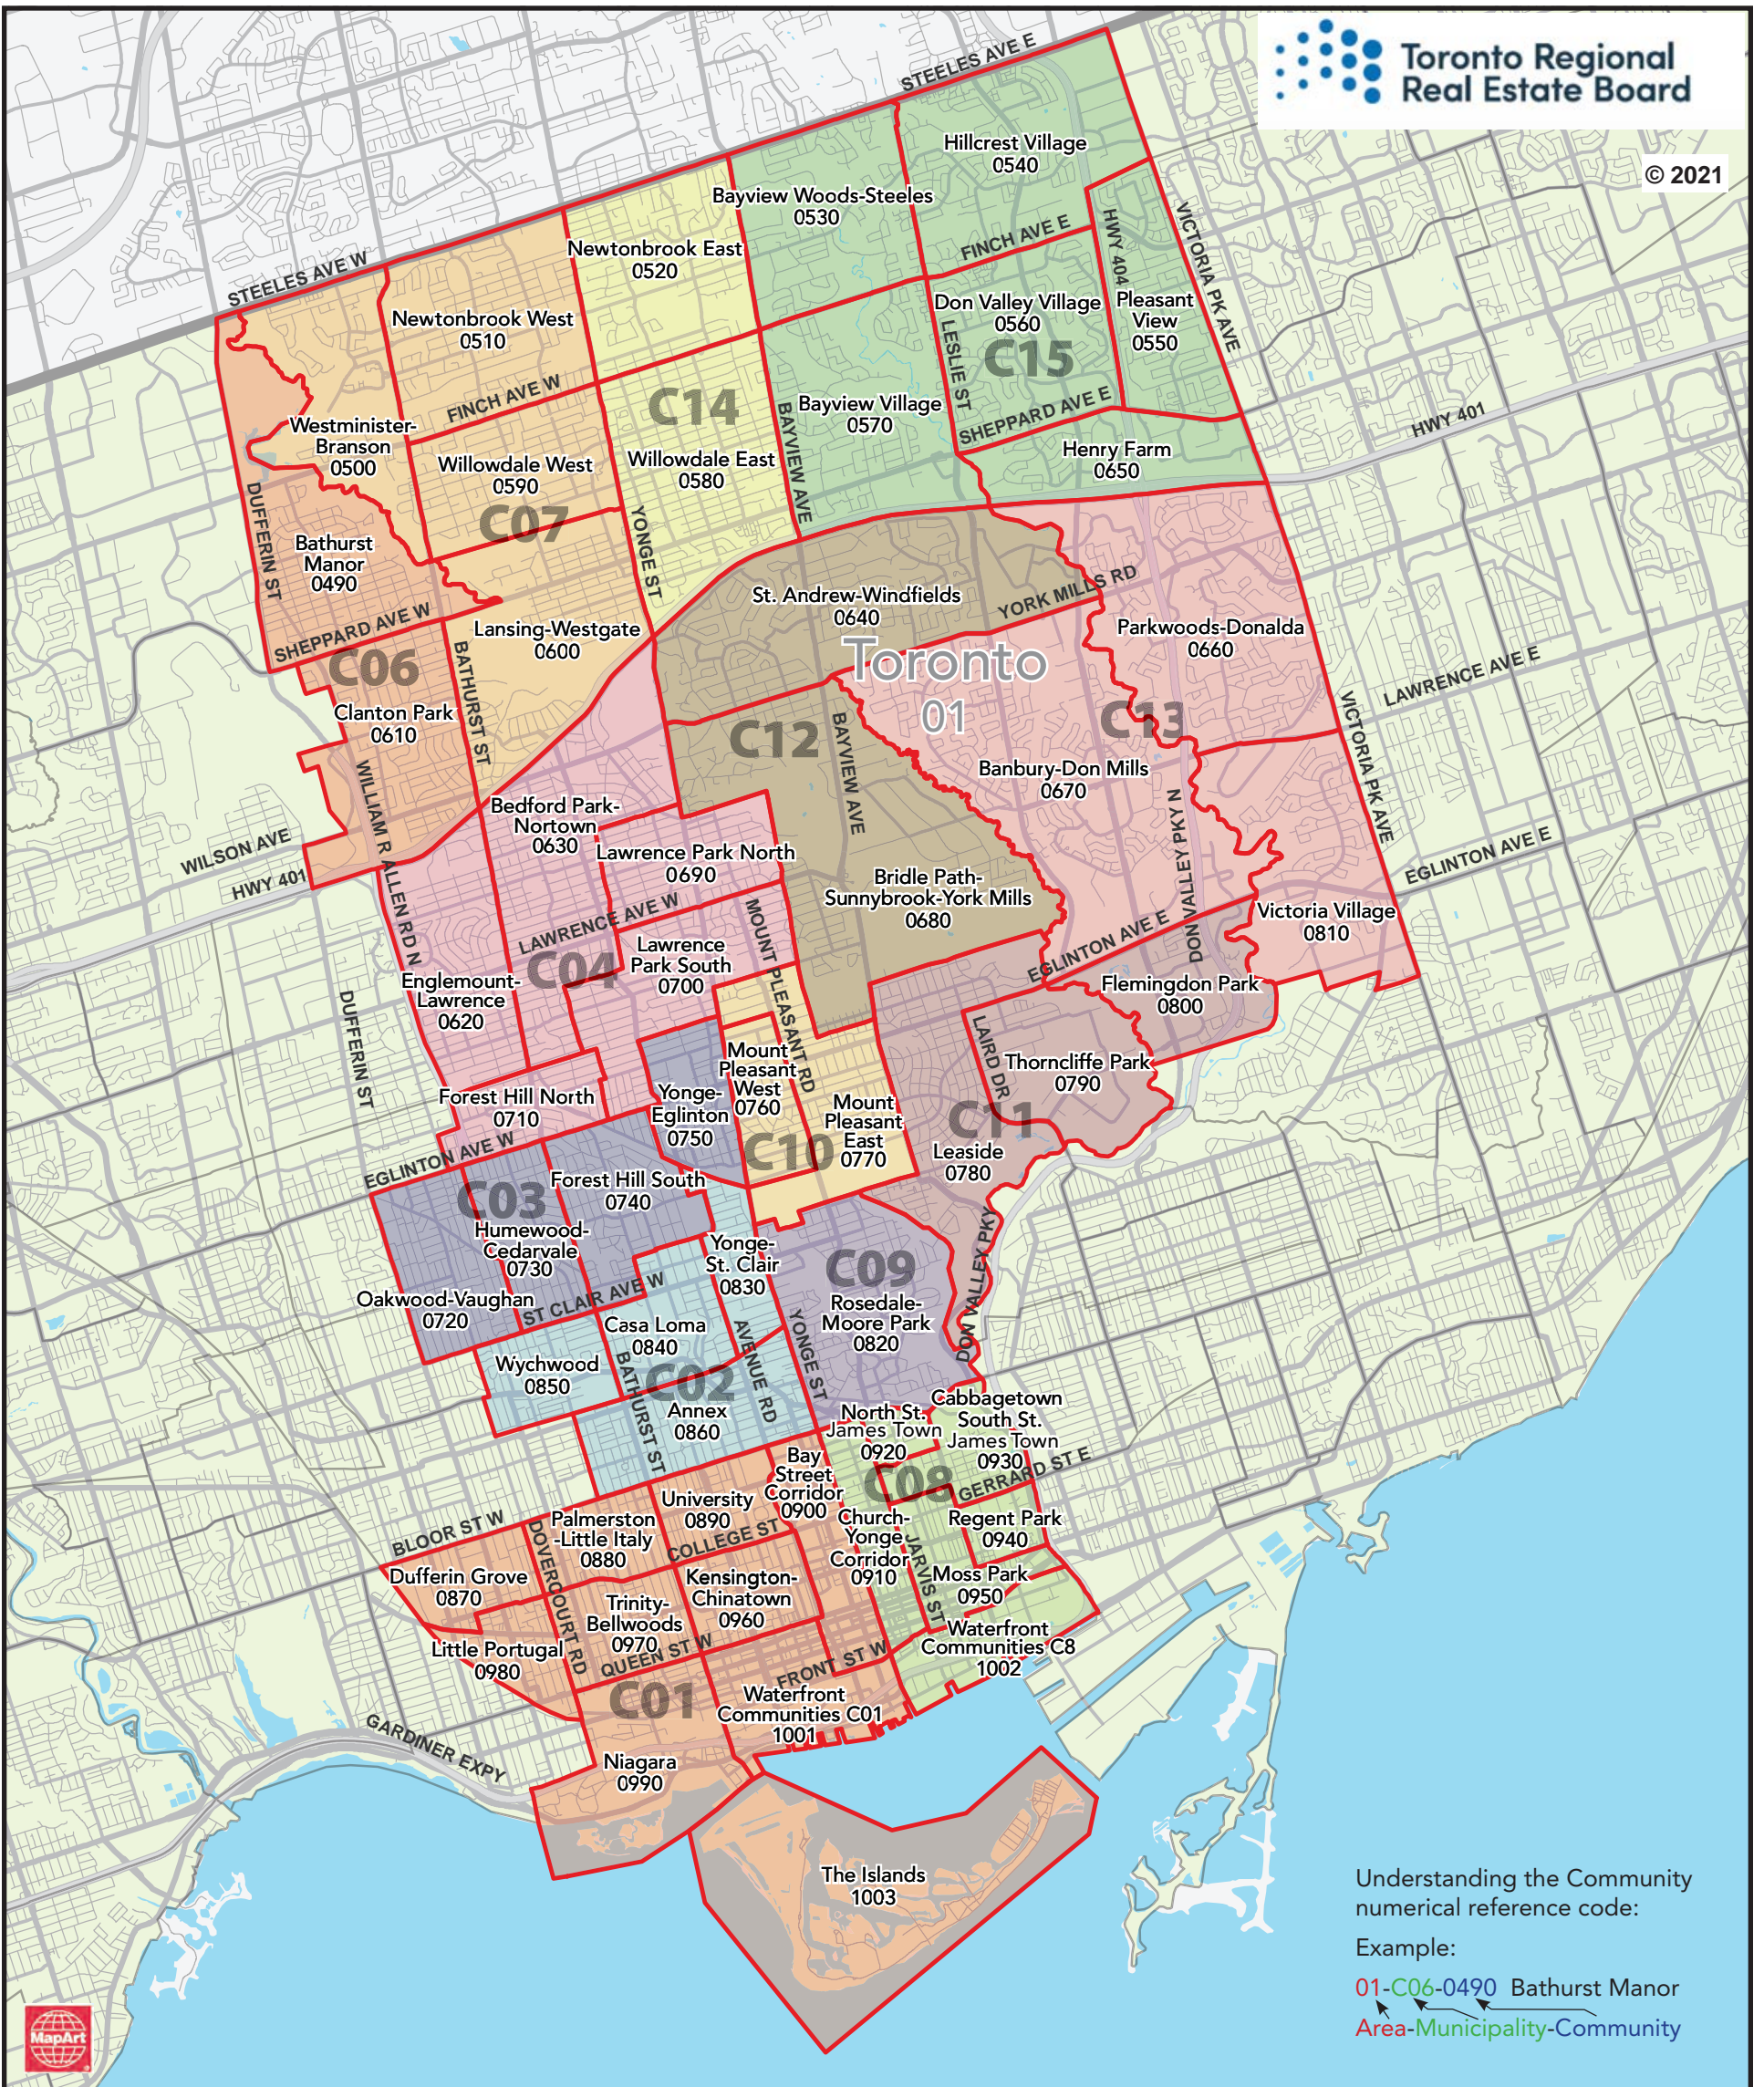 Toronto Regional
Real Estate Board
© 2021
STEELES AVE E
Hillcrest Village
0540
Bayview Woods-Steeles
0530
FINCH AVE E
HWY 404
VICTORIA PK AVE
Newtonbrook East
0520
STEELES AVE W
Newtonbrook West
0510
Don Valley Village
0560
Pleasant
View
0550
C15
LESLIE ST
FINCH AVE W
C14
BAYVIEW AVE
Bayview Village
0570
SHEPPARD AVE E
HWY 401
Westminister-
Branson
0500
Willowdale West
0590
Willowdale East
0580
Henry Farm
0650
C07
DUFFERIN ST
YONGE ST
Bathurst
Manor
0490
St. Andrew-Windfields
0640
YORK MILLS RD
SHEPPARD AVE W
Lansing-Westgate
0600
Parkwoods-Donalda
0660
C06
BATHURST ST
Toronto
01
LAWRENCE AVE E
Clanton Park
0610
C12
BAYVIEW AVE
C13
VICTORIA PK AVE
WILLIAM R ALLEN RD N
Banbury-Don Mills
0670
Bedford Park-
Nortown
0630
WILSON AVE
HWY 401
Lawrence Park North
0690
DON VALLEY PKY N
EGLINTON AVE E
Bridle Path-
Sunnybrook-York Mills
0680
LAWRENCE AVE W
MOUNT PLEASANT RD
Victoria Village
0810
EGLINTON AVE E
Lawrence
Park South
0700
C04
Englemount-
Lawrence
0620
Flemingdon Park
0800
DUFFERIN ST
LAIRD DR
Mount
Pleasant
West
0760
Thorncliffe Park
0790
Forest Hill North
0710
Yonge-
Eglinton
0750
Mount
Pleasant
East
0770
C11
C10
Leaside
0780
EGLINTON AVE W
C03
Forest Hill South
0740
DON VALLEY PKY
Humewood-
Cedarvale
0730
Yonge-
St. Clair
0830
C09
ST CLAIR AVE W
Oakwood-Vaughan
0720
Rosedale-
Moore Park
0820
Casa Loma
0840
AVENUE RD
YONGE ST
Wychwood
0850
BATHURST ST
C02
Annex
0860
North St.
James Town
0920
Cabbagetown
South St.
James Town
0930
Bay
Street
Corridor
0900
C08
GERRARD ST E
BLOOR ST W
University
0890
Palmerston
-Little Italy
0880
COLLEGE ST
Church-
Yonge
Corridor
0910
Regent Park
0940
DOVERCOURT RD
JARVIS ST
Dufferin Grove
0870
Kensington-
Chinatown
0960
Moss Park
0950
Trinity-
Bellwoods
0970
QUEEN ST W
Little Portugal
0980
FRONT ST W
Waterfront
Communities C8
1002
C01
Waterfront
Communities C01
1001
GARDINER EXPY
Niagara
0990
The Islands
1003
Understanding the Community
numerical reference code:
Example:
01-C06-0490 Bathurst Manor
Area-Municipality-Community
MapArt